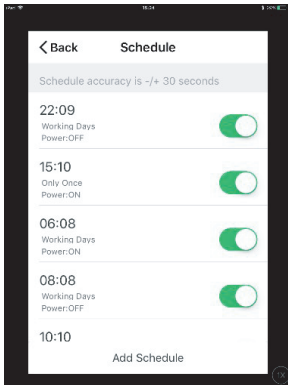 15:24
Back
Schedule
Schedule accuracy is -/+ 30 seconds
22:09
Working Days
Power:OFF
15:10
Only Once
Power:ON
06:08
Working Days
Power:ON
08:08
Working Days
Power:OFF
10:10
Add Schedule
1X